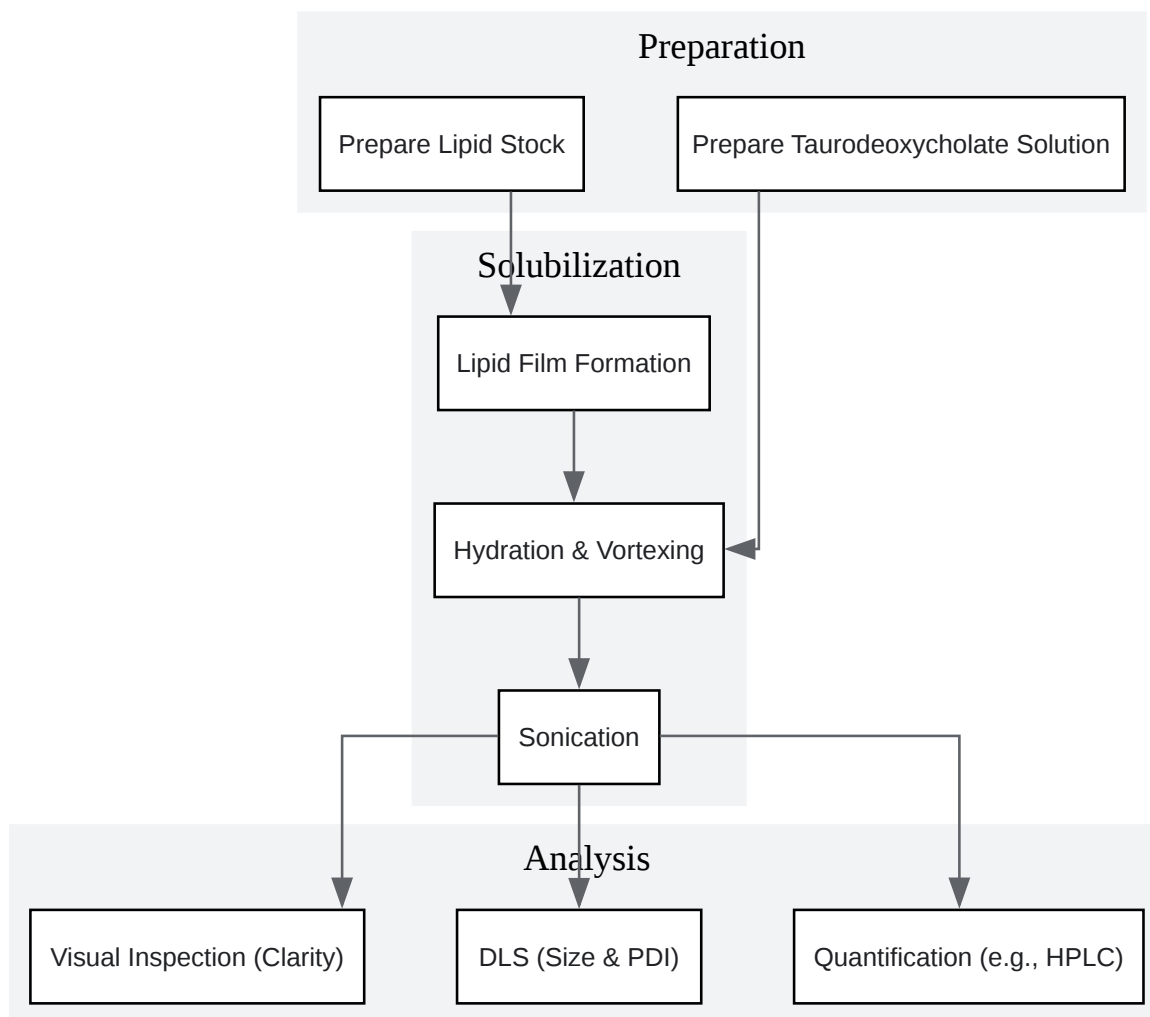 Preparation
Prepare Lipid Stock
Prepare Taurodeoxycholate Solution
Solubilization
Lipid Film Formation
Hydration & Vortexing
Sonication
Analysis
Visual Inspection (Clarity)
DLS (Size & PDI)
Quantification (e.g., HPLC)